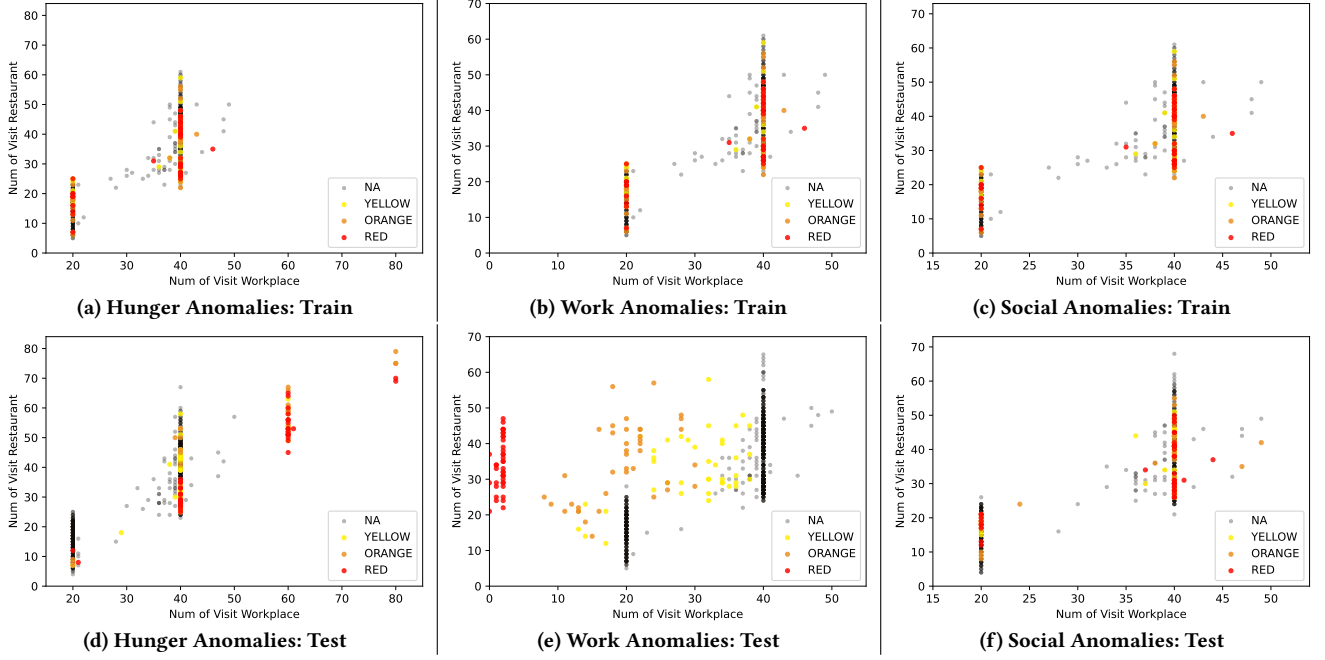 80
70
60
50
40
30
20
10
0
Num of Visit Restaurant
20 30 40 50 60 70 80
Num of Visit Workplace
NA
YELLOW
ORANGE
RED
(a) Hunger Anomalies: Train
70
60
50
40
30
20
10
0
Num of Visit Restaurant
0 10 20 30 40 50
Num of Visit Workplace
NA
YELLOW
ORANGE
RED
(b) Work Anomalies: Train
70
60
50
40
30
20
10
0
Num of Visit Restaurant
15 20 25 30 35 40 45 50
Num of Visit Workplace
NA
YELLOW
ORANGE
RED
(c) Social Anomalies: Train
80
70
60
50
40
30
20
10
0
Num of Visit Restaurant
20 30 40 50 60 70 80
Num of Visit Workplace
NA
YELLOW
ORANGE
RED
(d) Hunger Anomalies: Test
70
60
50
40
30
20
10
0
Num of Visit Restaurant
0 10 20 30 40 50
Num of Visit Workplace
NA
YELLOW
ORANGE
RED
(e) Work Anomalies: Test
70
60
50
40
30
20
10
0
Num of Visit Restaurant
15 20 25 30 35 40 45 50
Num of Visit Workplace
NA
YELLOW
ORANGE
RED
(f) Social Anomalies: Test